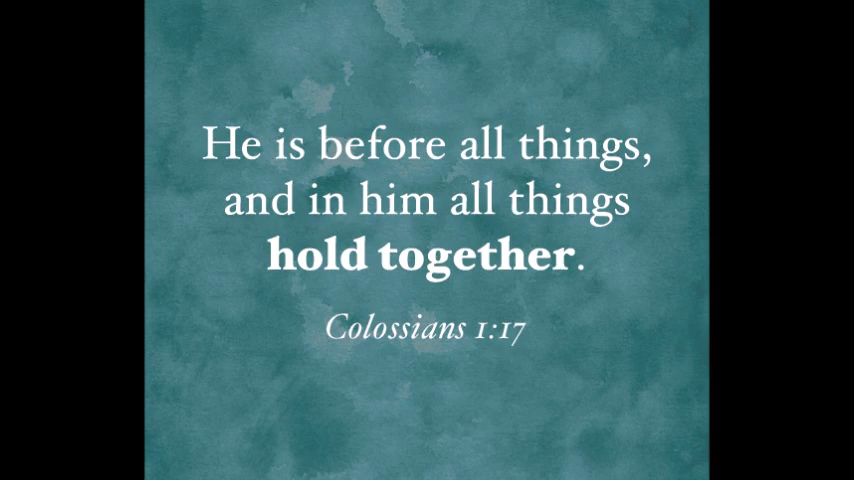 He is before all things,
and in him all things
hold together.
Colossians 1:17